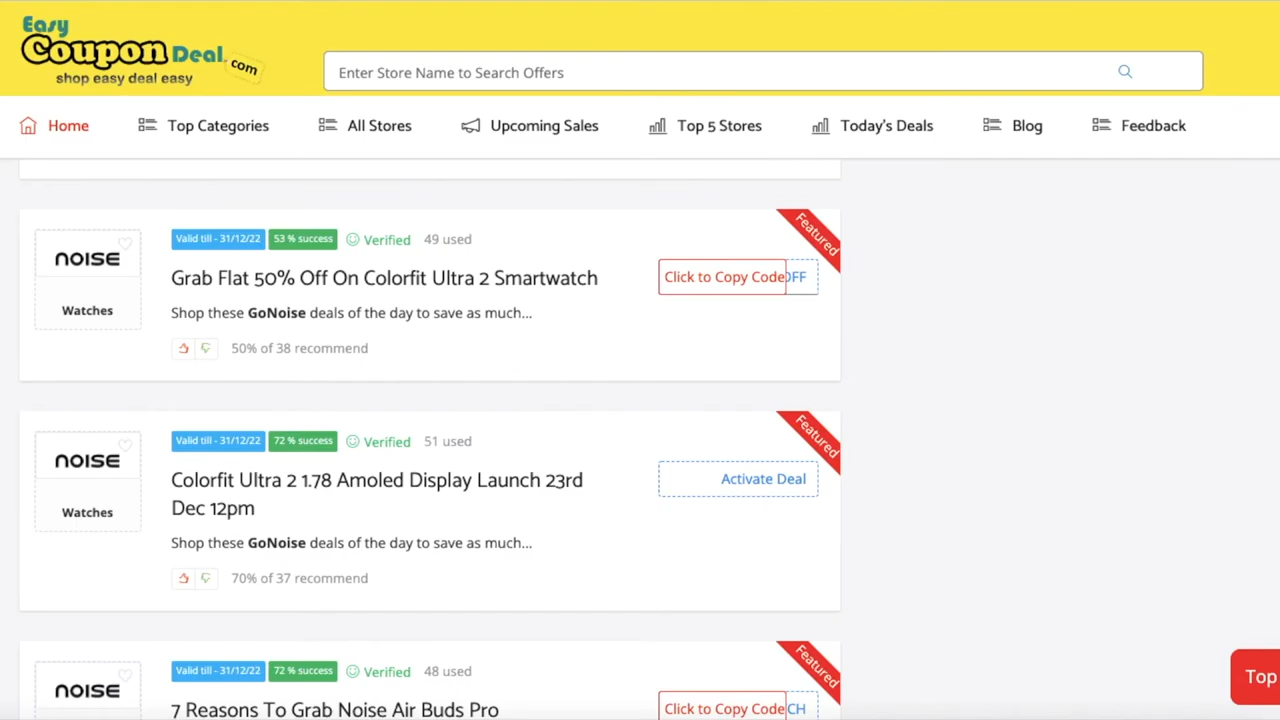 Easy
Coupon Deal.com
shop easy deal easy
Enter Store Name to Search Offers
Home
Top Categories
All Stores
Upcoming Sales
Top 5 Stores
Today's Deals
Blog
Feedback
Valid till - 31/12/22 53 % success Verified 49 used
Featured
NOISE
Watches
Grab Flat 50% Off On Colorfit Ultra 2 Smartwatch
Click to Copy Code OFF
Shop these GoNoise deals of the day to save as much...
50% of 38 recommend
Valid till - 31/12/22 72 % success Verified 51 used
Featured
NOISE
Watches
Colorfit Ultra 2 1.78 Amoled Display Launch 23rd
Dec 12pm
Activate Deal
Shop these GoNoise deals of the day to save as much...
70% of 37 recommend
Valid till - 31/12/22 72 % success Verified 48 used
Featured
NOISE
7 Reasons To Grab Noise Air Buds Pro
Click to Copy Code CH
Top